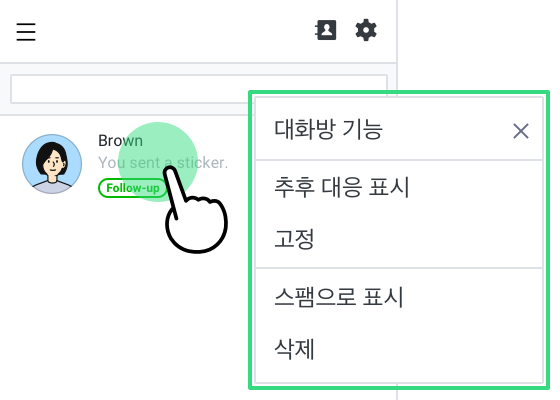 Brown
You sent a sticker.
Follow-up
대화방 기능
추후 대응 표시
고정
스팸으로 표시
삭제